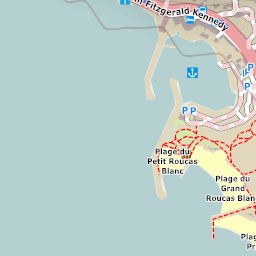 Fitzgerald-Kennedy
P P
P
P
Plage du
Petit Roucas
Blanc
Plage du
Grand
Roucas Blan
Plag
Pr